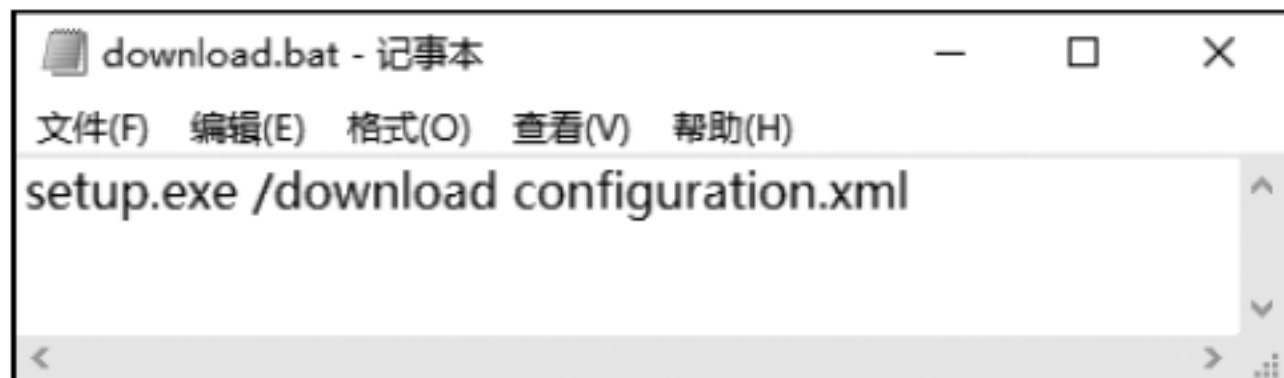 download.bat - 记事本
文件(F) 编辑(E) 格式(O) 查看(V) 帮助(H)
setup.exe /download configuration.xml